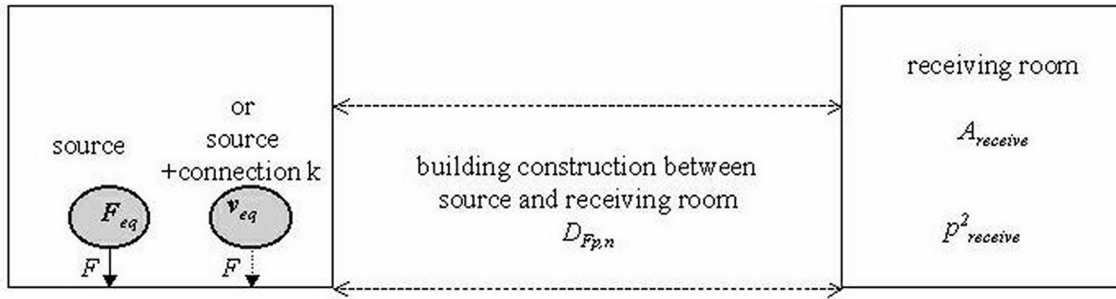 source
or
source
+connection k
F_eq
v_eq
F
F
building construction between
source and receiving room
D_Fp,n
receiving room
A_receive
p²_receive